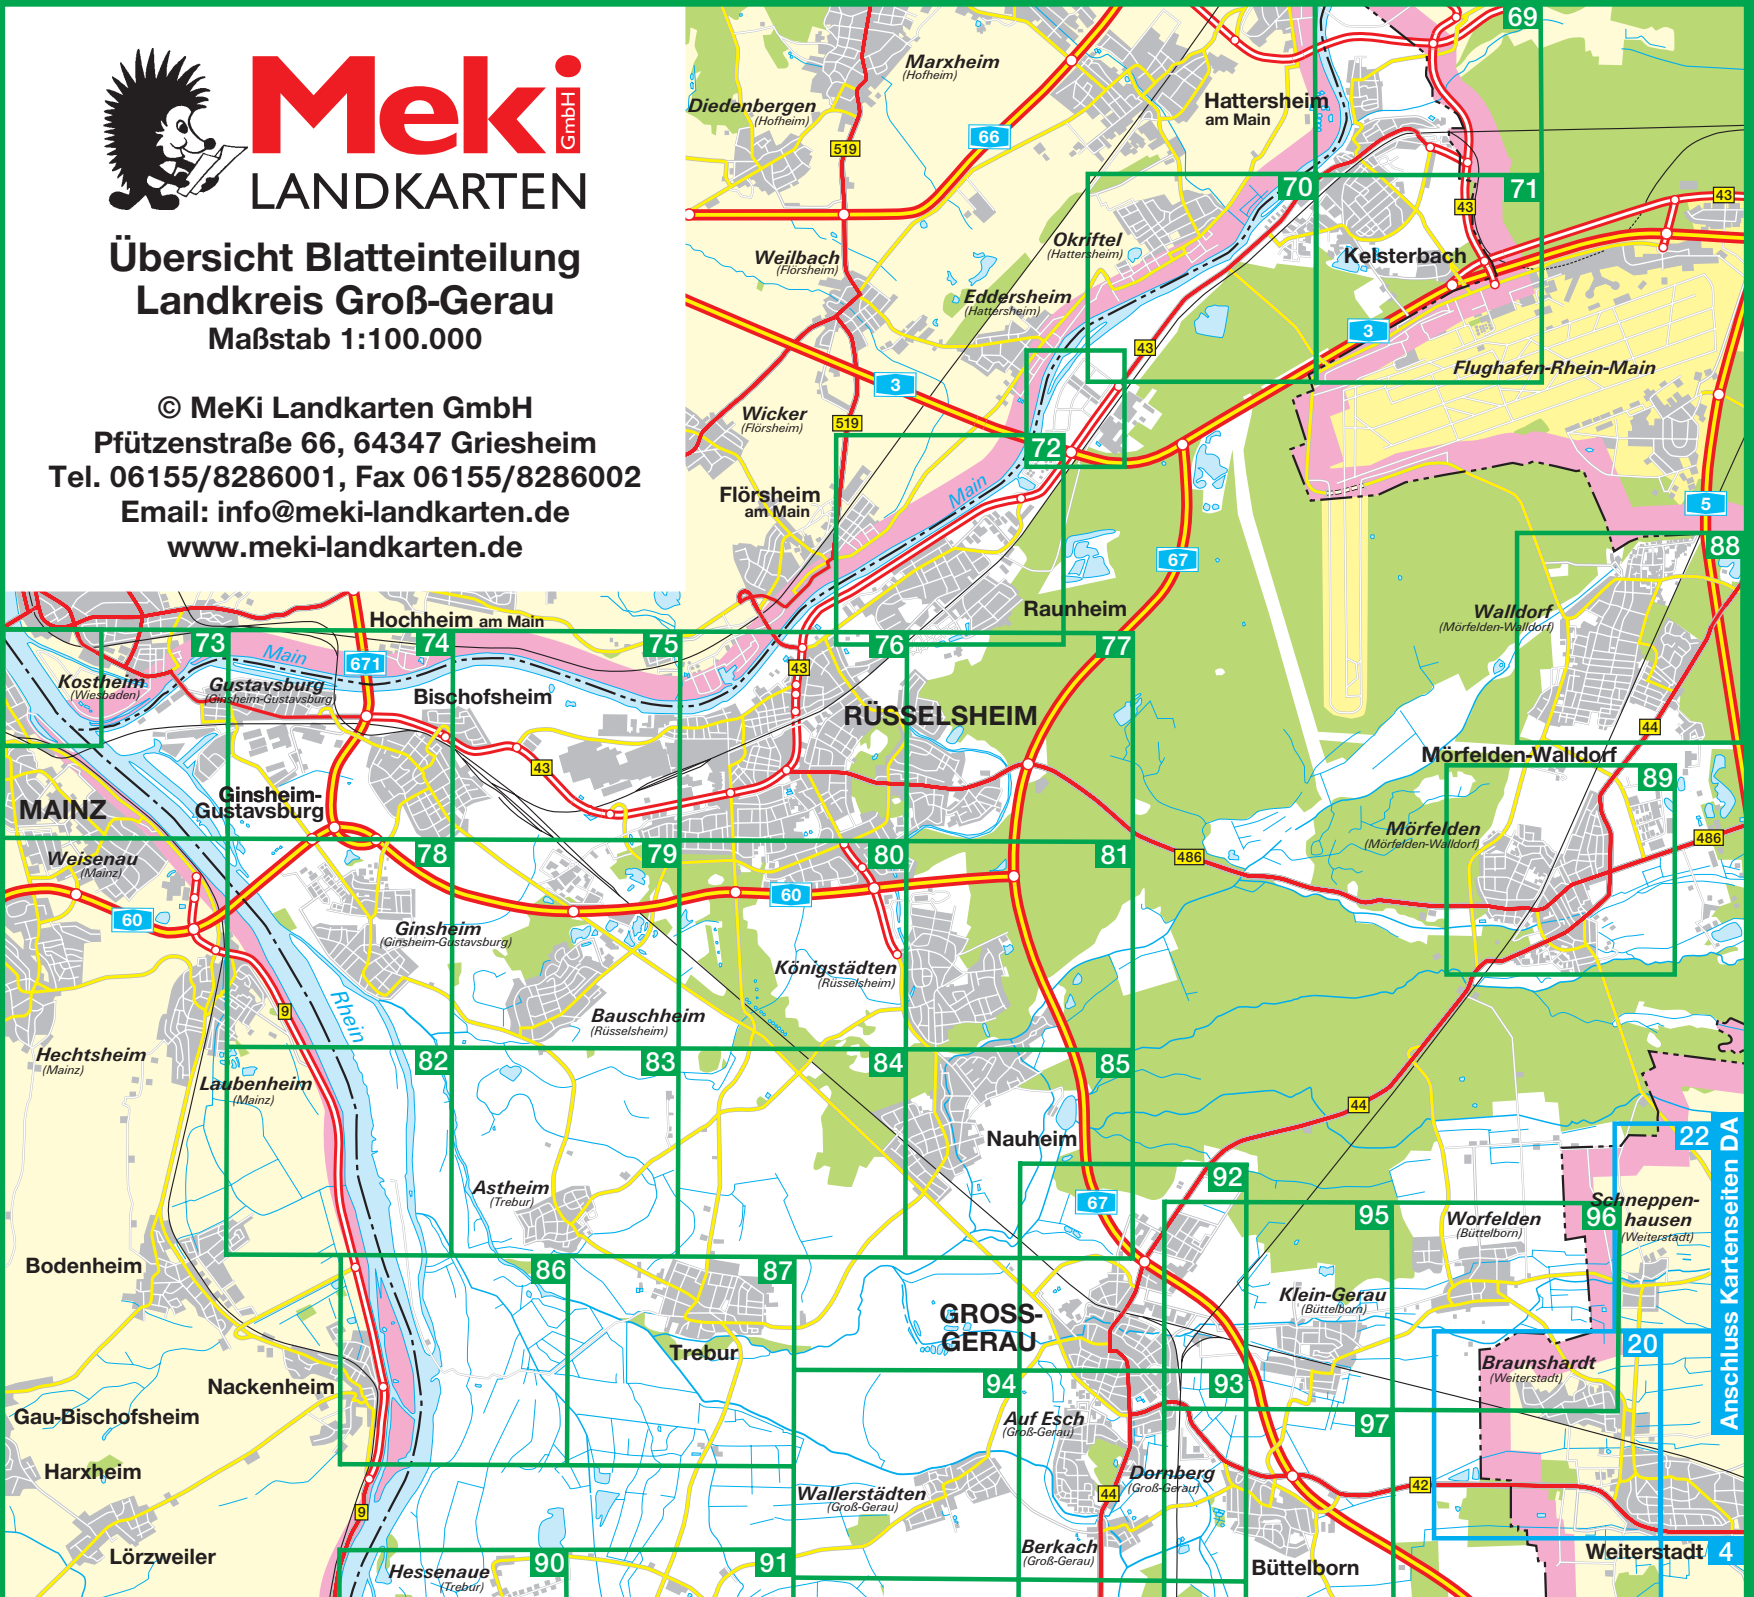 Meki GmbH
LANDKARTEN
Übersicht Blatteinteilung
Landkreis Groß-Gerau
Maßstab 1:100.000
© MeKi Landkarten GmbH
Pfützenstraße 66, 64347 Griesheim
Tel. 06155/8286001, Fax 06155/8286002
Email: info@meki-landkarten.de
www.meki-landkarten.de
69
Marxheim
(Hofheim)
Diedenbergen
(Hofheim)
Hattersheim
am Main
66
519
70
71
43
43
Okriftel
(Hattersheim)
Kelsterbach
Weilbach
(Flörsheim)
Eddersheim
(Hattersheim)
3
43
Flughafen-Rhein-Main
3
Wicker
(Flörsheim)
519
72
Main
Flörsheim
am Main
5
88
67
Raunheim
Walldorf
(Mörfelden-Walldorf)
Hochheim am Main
73
74
75
76
77
Main
671
43
Kostheim
(Wiesbaden)
Gustavsburg
(Ginsheim-Gustavsburg)
Bischofsheim
RÜSSELSHEIM
44
Mörfelden-Walldorf
43
89
MAINZ
Ginsheim-
Gustavsburg
Mörfelden
(Mörfelden-Walldorf)
486
486
Weisenau
(Mainz)
78
79
80
81
60
60
Ginsheim
(Ginsheim-Gustavsburg)
Königstädten
(Rüsselsheim)
9
Rhein
Bauschheim
(Rüsselsheim)
Hechtsheim
(Mainz)
82
83
84
85
Laubenheim
(Mainz)
44
Nauheim
22
Anschluss Kartenseiten DA
92
Astheim
(Trebur)
67
95
96
Schneppen-
hausen
(Weiterstadt)
Worfelden
(Büttelborn)
Bodenheim
86
87
Klein-Gerau
(Büttelborn)
GROSS-
GERAU
Trebur
20
Braunshardt
(Weiterstadt)
Nackenheim
94
93
Gau-Bischofsheim
Auf Esch
(Groß-Gerau)
97
Harxheim
Dornberg
(Groß-Gerau)
42
Wallerstädten
(Groß-Gerau)
44
9
Lörzweiler
Hessenaue
(Trebur)
90
91
Berkach
(Groß-Gerau)
Büttelborn
Weiterstadt
4